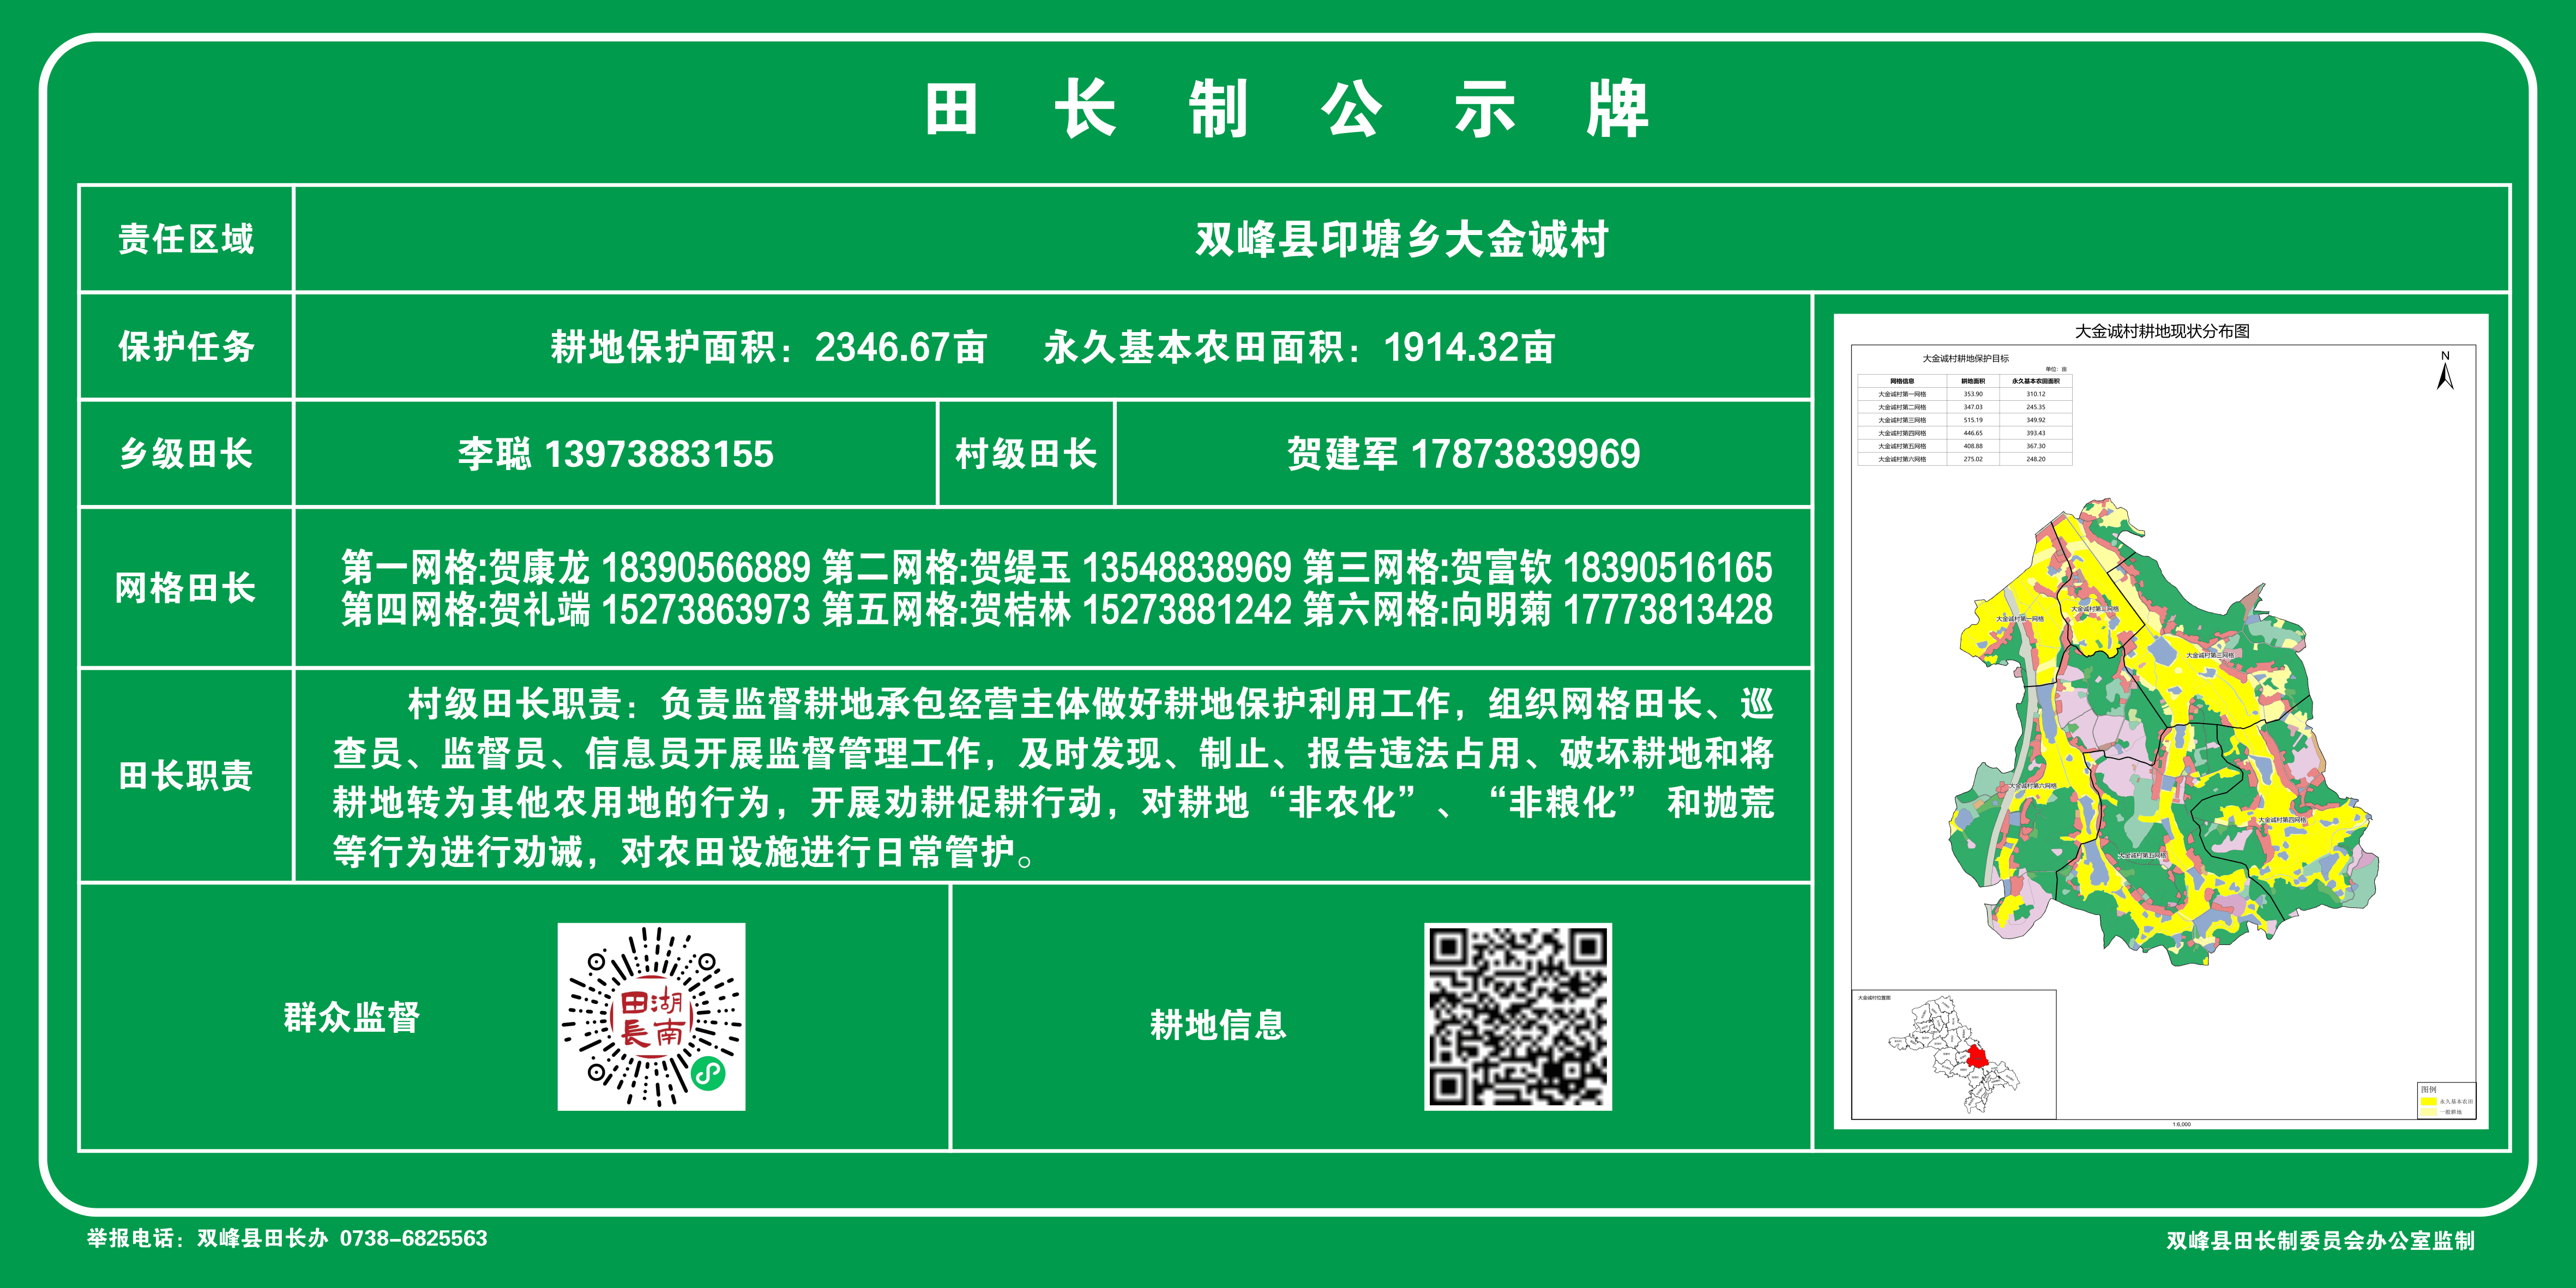 田长制公示牌
责任区域
双峰县印塘乡大金诚村
保护任务
耕地保护面积：2346.67亩 永久基本农田面积：1914.32亩
乡级田长
李聪 13973883155
村级田长
贺建军 17873839969
网格田长
第一网格:贺康龙 18390566889 第二网格:贺缇玉 13548838969 第三网格:贺富钦 18390516165
第四网格:贺礼端 15273863973 第五网格:贺桔林 15273881242 第六网格:向明菊 17773813428
田长职责
村级田长职责：负责监督耕地承包经营主体做好耕地保护利用工作，组织网格田长、巡
查员、监督员、信息员开展监督管理工作，及时发现、制止、报告违法占用、破坏耕地和将
耕地转为其他农用地的行为，开展劝耕促耕行动，对耕地“非农化”、“非粮化” 和抛荒
等行为进行劝诫，对农田设施进行日常管护。
群众监督
湖南
田長
耕地信息
大金诚村耕地现状分布图
大金诚村耕地保护目标
单位：亩
网格信息 耕地面积 永久基本农田面积
大金诚村第一网格 353.90 310.12
大金诚村第二网格 347.03 245.35
大金诚村第三网格 515.19 349.92
大金诚村第四网格 446.65 393.43
大金诚村第五网格 408.88 367.30
大金诚村第六网格 275.02 248.20
N
大金诚村第二网格
大金诚村第一网格
大金诚村第三网格
大金诚村第六网格
大金诚村第四网格
大金诚村第五网格
大金诚村位置图
图例
永久基本农田
一般耕地
1:6,000
举报电话：双峰县田长办 0738-6825563
双峰县田长制委员会办公室监制